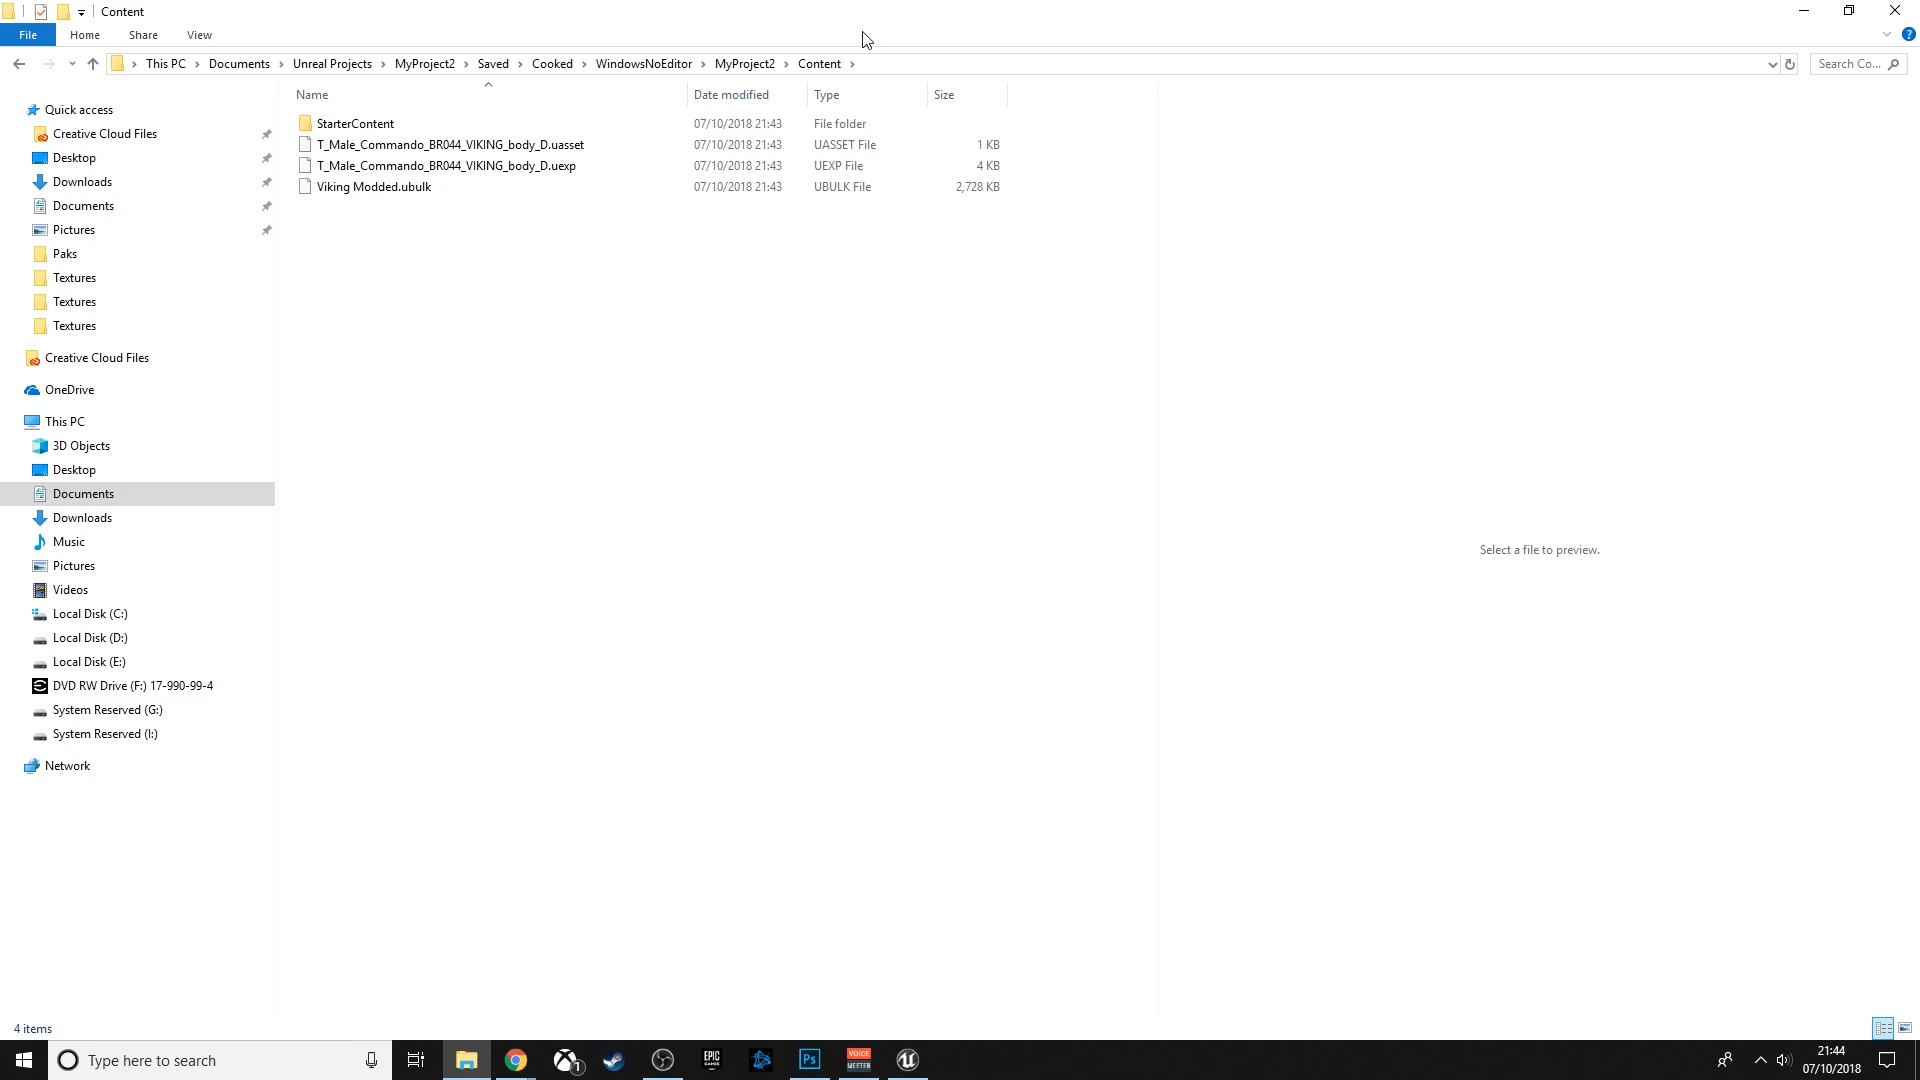 Content
File Home Share View
This PC Documents Unreal Projects MyProject2 Saved Cooked WindowsNoEditor MyProject2 Content
Search Co...
Name Date modified Type Size
StarterContent 07/10/2018 21:43 File folder
T_Male_Commando_BR044_VIKING_body_D.uasset 07/10/2018 21:43 UASSET File 1 KB
T_Male_Commando_BR044_VIKING_body_D.uexp 07/10/2018 21:43 UEXP File 4 KB
Viking Modded.ubulk 07/10/2018 21:43 UBULK File 2,728 KB
Quick access
Creative Cloud Files
Desktop
Downloads
Documents
Pictures
Paks
Textures
Textures
Textures
Creative Cloud Files
OneDrive
This PC
3D Objects
Desktop
Documents
Downloads
Music
Pictures
Videos
Local Disk (C:)
Local Disk (D:)
Local Disk (E:)
DVD RW Drive (F:) 17-990-99-4
System Reserved (G:)
System Reserved (I:)
Network
Select a file to preview.
4 items
Type here to search
1
EPIC GAMES
Ps
VOICE MEETER
21:44
07/10/2018